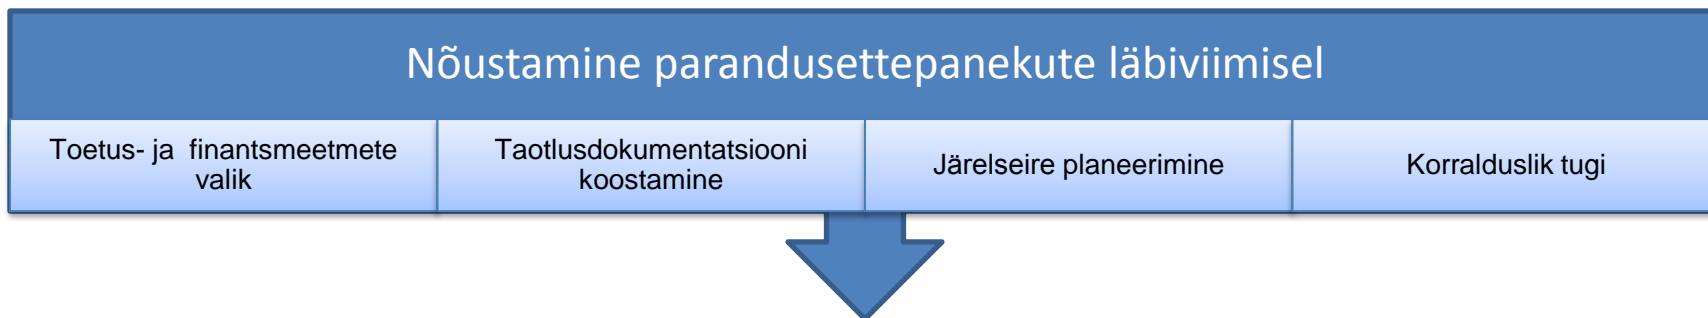 Nõustamine parandusettepanekute läbiviimisel
Toetus- ja finantsmeetmete
valik
Taotlusdokumentatsiooni
koostamine
Järelseire planeerimine
Korralduslik tugi